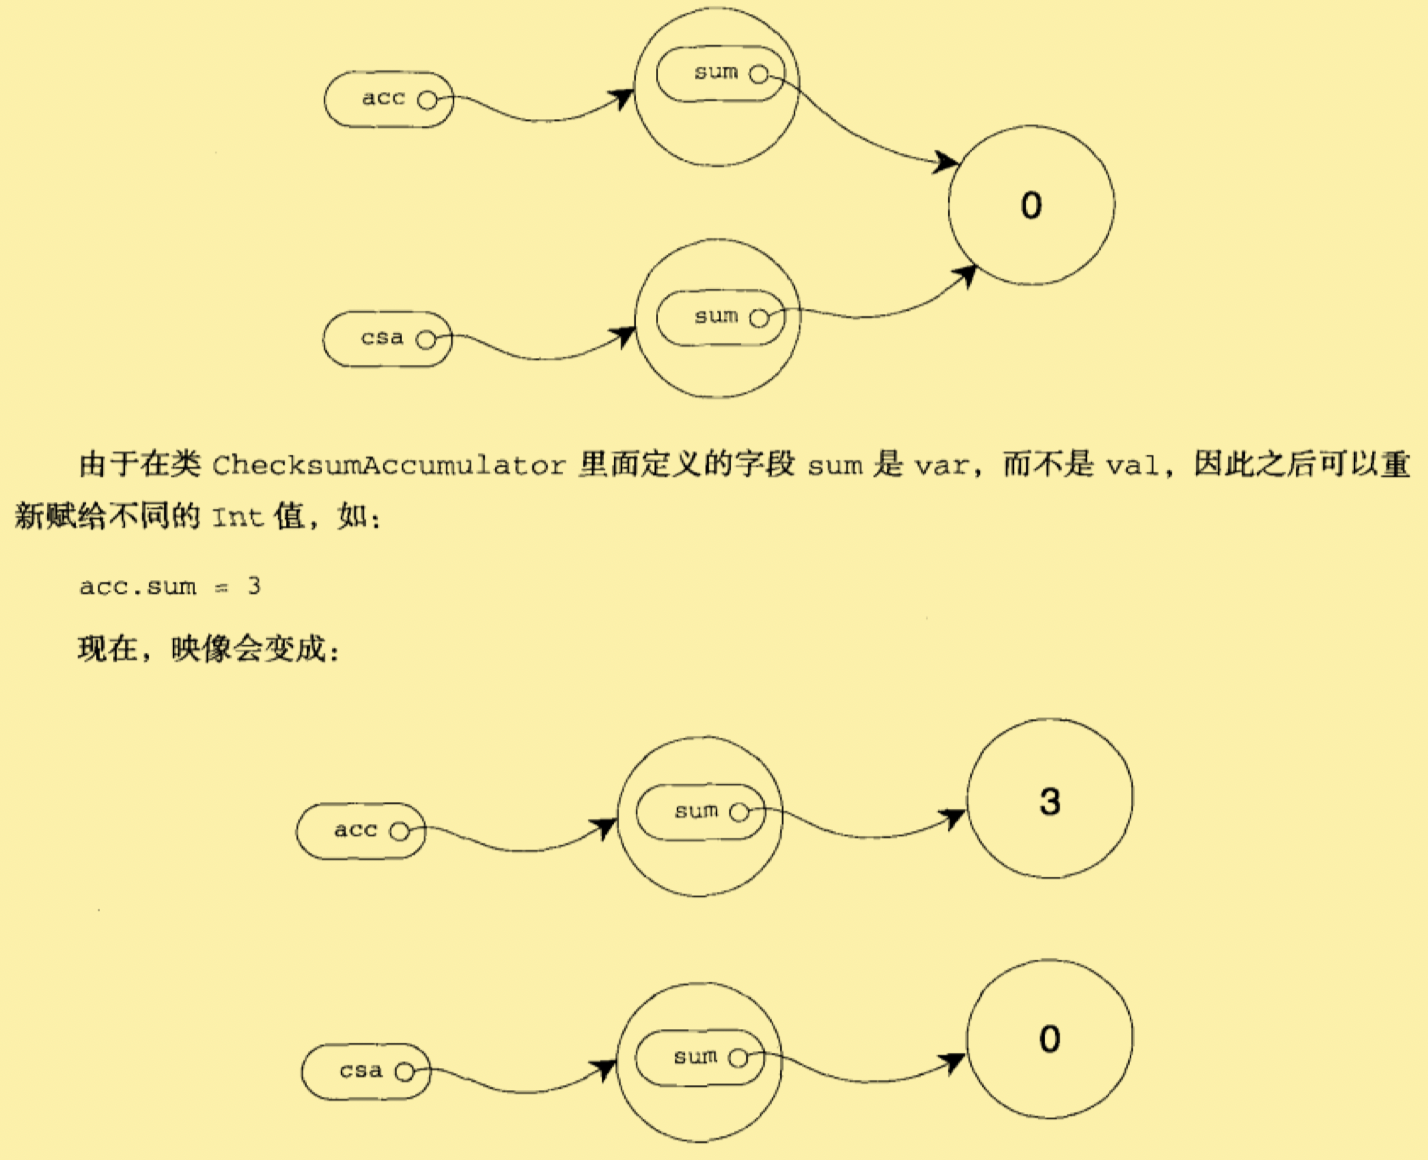 acc
sum
0
csa
sum
由于在类 ChecksumAccumulator 里面定义的字段 sum 是 var，而不是 val，因此之后可以重
新赋给不同的 Int 值，如：
acc.sum = 3
现在，映像会变成：
acc
sum
3
csa
sum
0